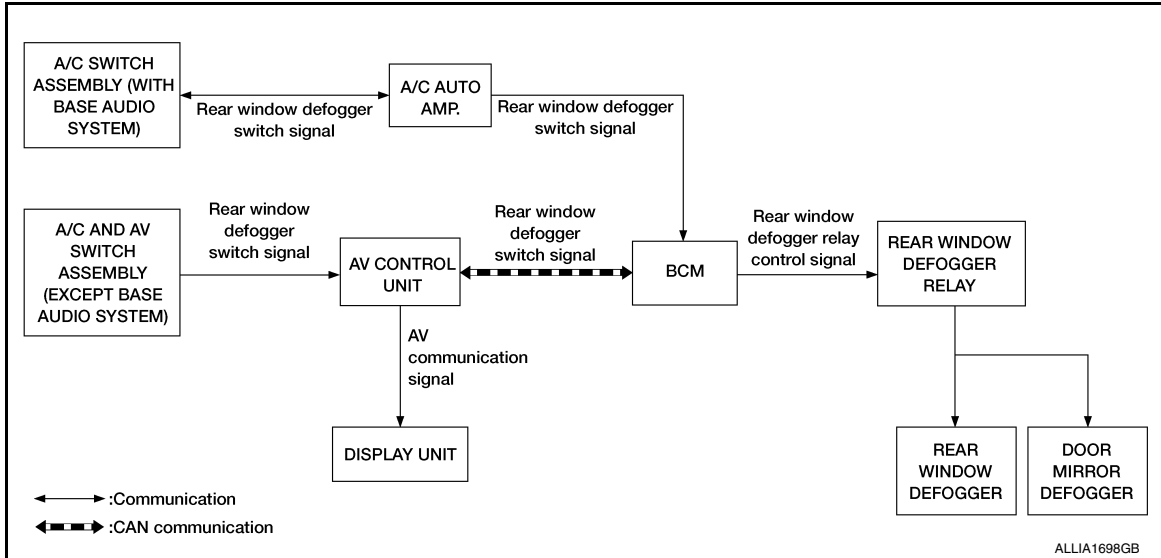 A/C SWITCH
ASSEMBLY (WITH
BASE AUDIO
SYSTEM)
Rear window defogger
switch signal
A/C AUTO
AMP.
Rear window defogger
switch signal
A/C AND AV
SWITCH
ASSEMBLY
(EXCEPT BASE
AUDIO SYSTEM)
Rear window
defogger
switch signal
AV CONTROL
UNIT
Rear window
defogger
switch signal
BCM
Rear window
defogger relay
control signal
REAR WINDOW
DEFOGGER
RELAY
AV
communication
signal
DISPLAY UNIT
REAR
WINDOW
DEFOGGER
DOOR
MIRROR
DEFOGGER
:Communication
:CAN communication
ALLIA1698GB